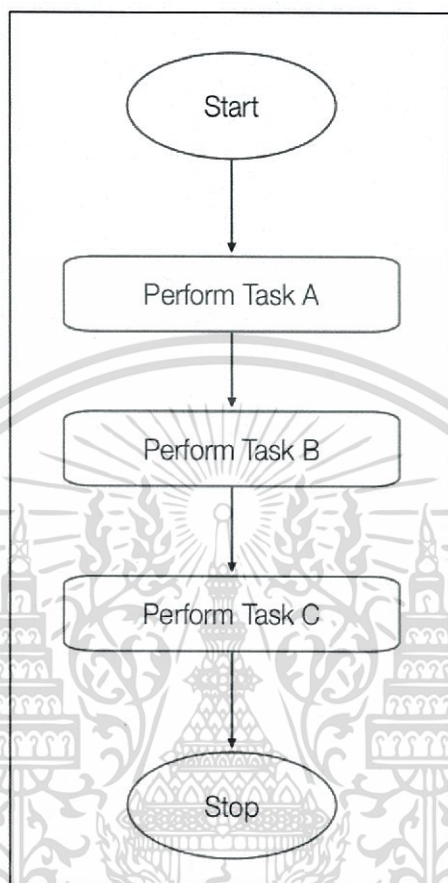 Start
Perform Task A
Perform Task B
Perform Task C
Stop